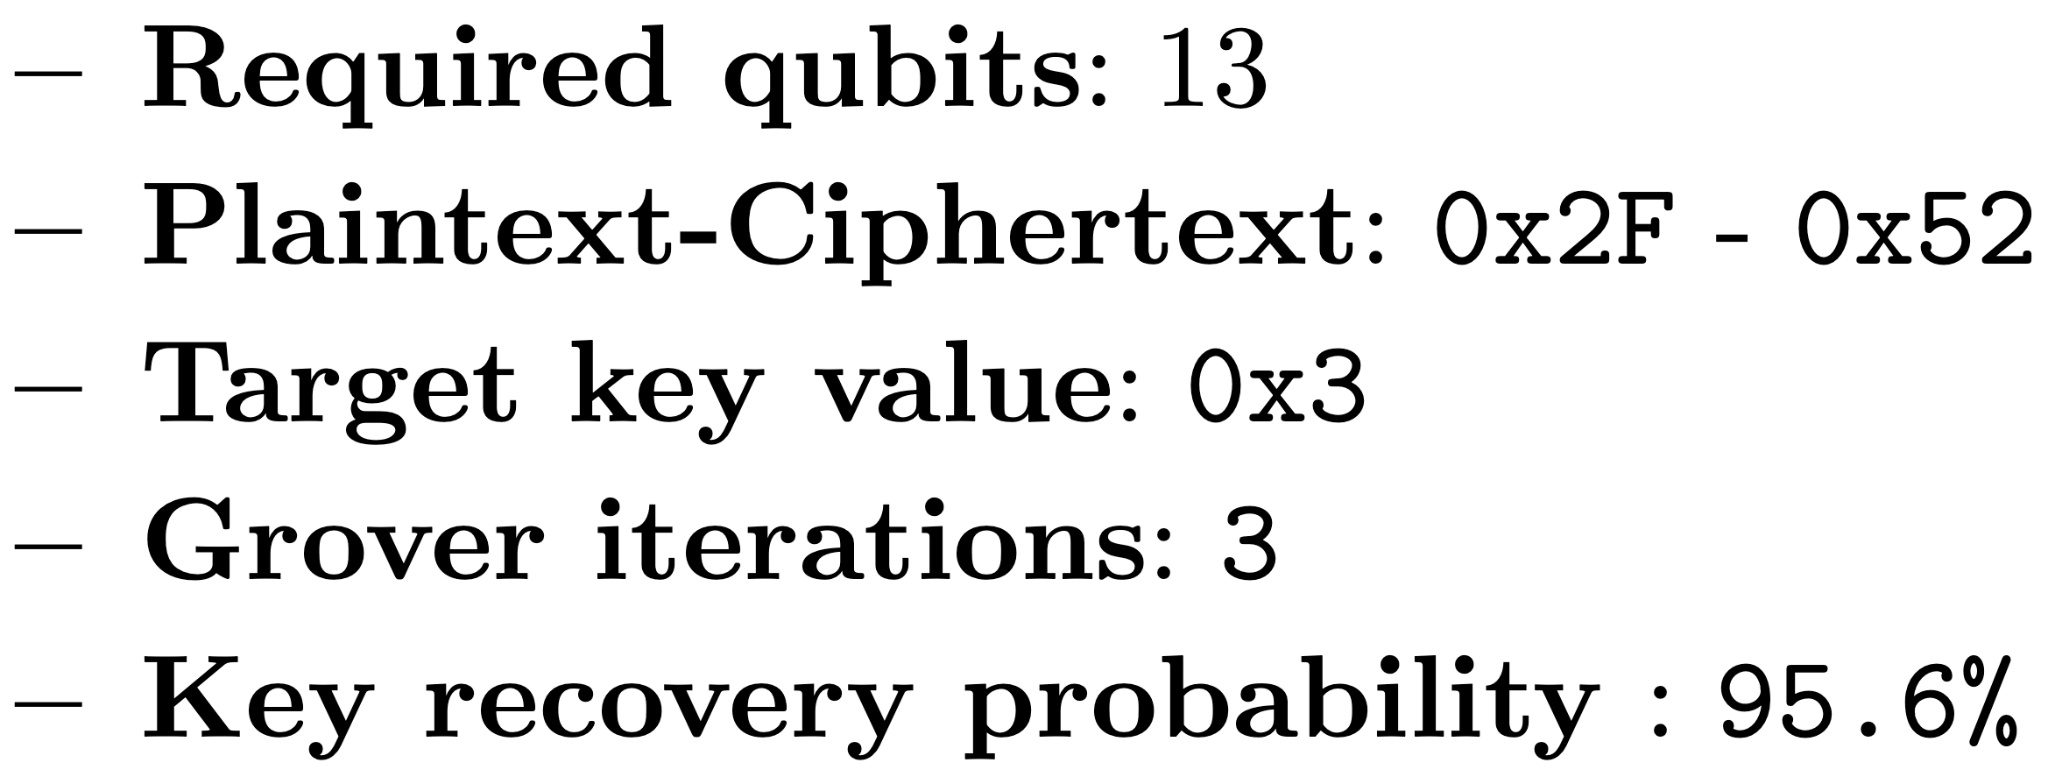 – Required qubits: 13
– Plaintext-Ciphertext: 0x2F - 0x52
– Target key value: 0x3
– Grover iterations: 3
– Key recovery probability : 95.6%